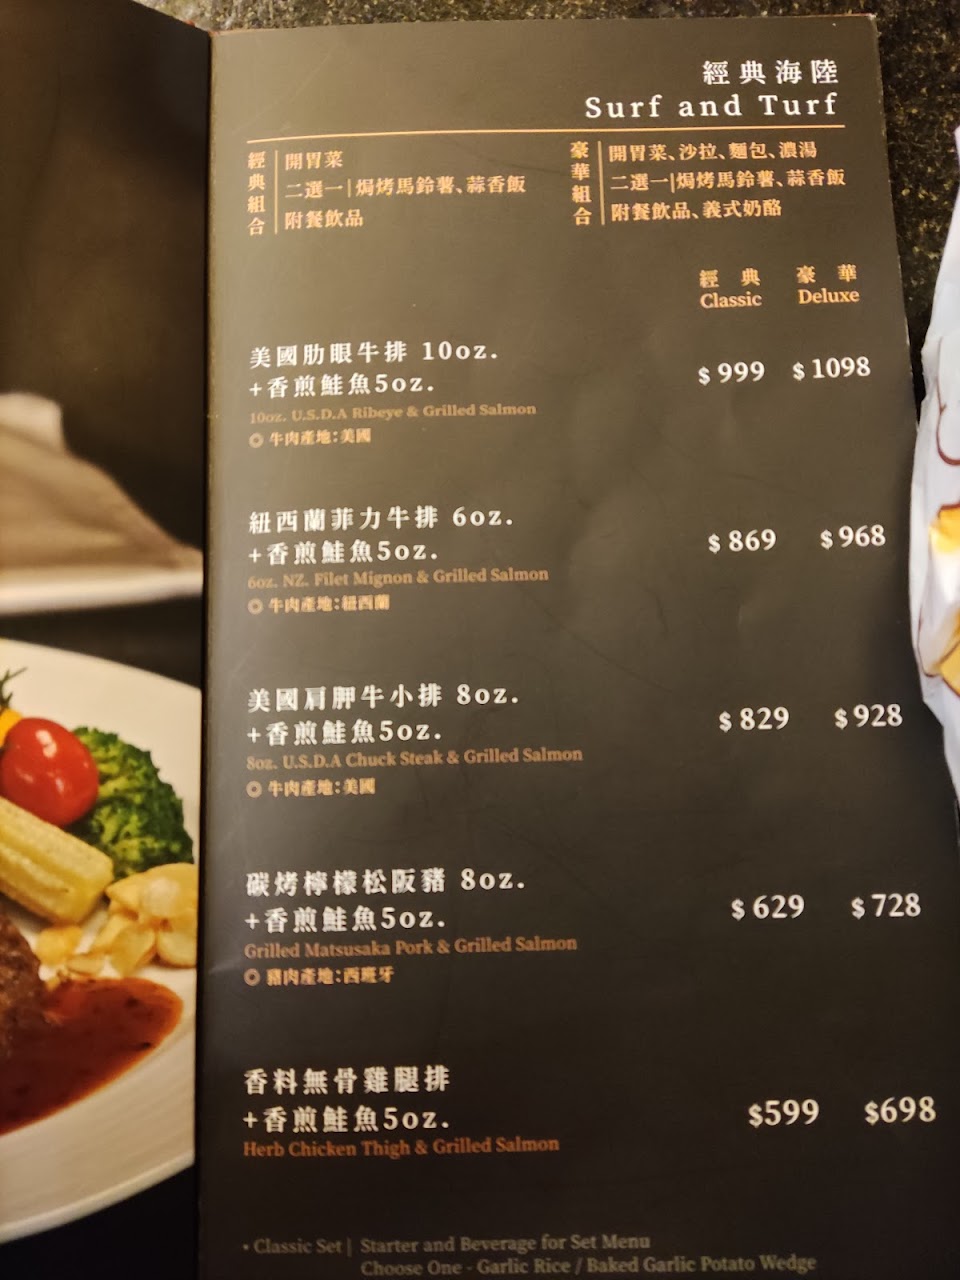 經典海陸
Surf and Turf
經典組合
開胃菜
二選一|焗烤馬鈴薯、蒜香飯
附餐飲品
豪華組合
開胃菜、沙拉、麵包、濃湯
二選一|焗烤馬鈴薯、蒜香飯
附餐飲品、義式奶酪
經典 豪華
Classic Deluxe
美國肋眼牛排 10oz.
+香煎鮭魚5oz.
$999 $1098
10oz. U.S.D.A Ribeye & Grilled Salmon
◎ 牛肉產地：美國
紐西蘭菲力牛排 6oz.
+香煎鮭魚5oz.
$869 $968
6oz. NZ. Filet Mignon & Grilled Salmon
◎ 牛肉產地：紐西蘭
美國肩胛牛小排 8oz.
+香煎鮭魚5oz.
$829 $928
8oz. U.S.D.A Chuck Steak & Grilled Salmon
◎ 牛肉產地：美國
碳烤檸檬松阪豬 8oz.
+香煎鮭魚5oz.
$629 $728
Grilled Matsusaka Pork & Grilled Salmon
◎ 豬肉產地：西班牙
香料無骨雞腿排
+香煎鮭魚5oz.
$599 $698
Herb Chicken Thigh & Grilled Salmon
• Classic Set | Starter and Beverage for Set Menu
Choose One - Garlic Rice / Baked Garlic Potato Wedge